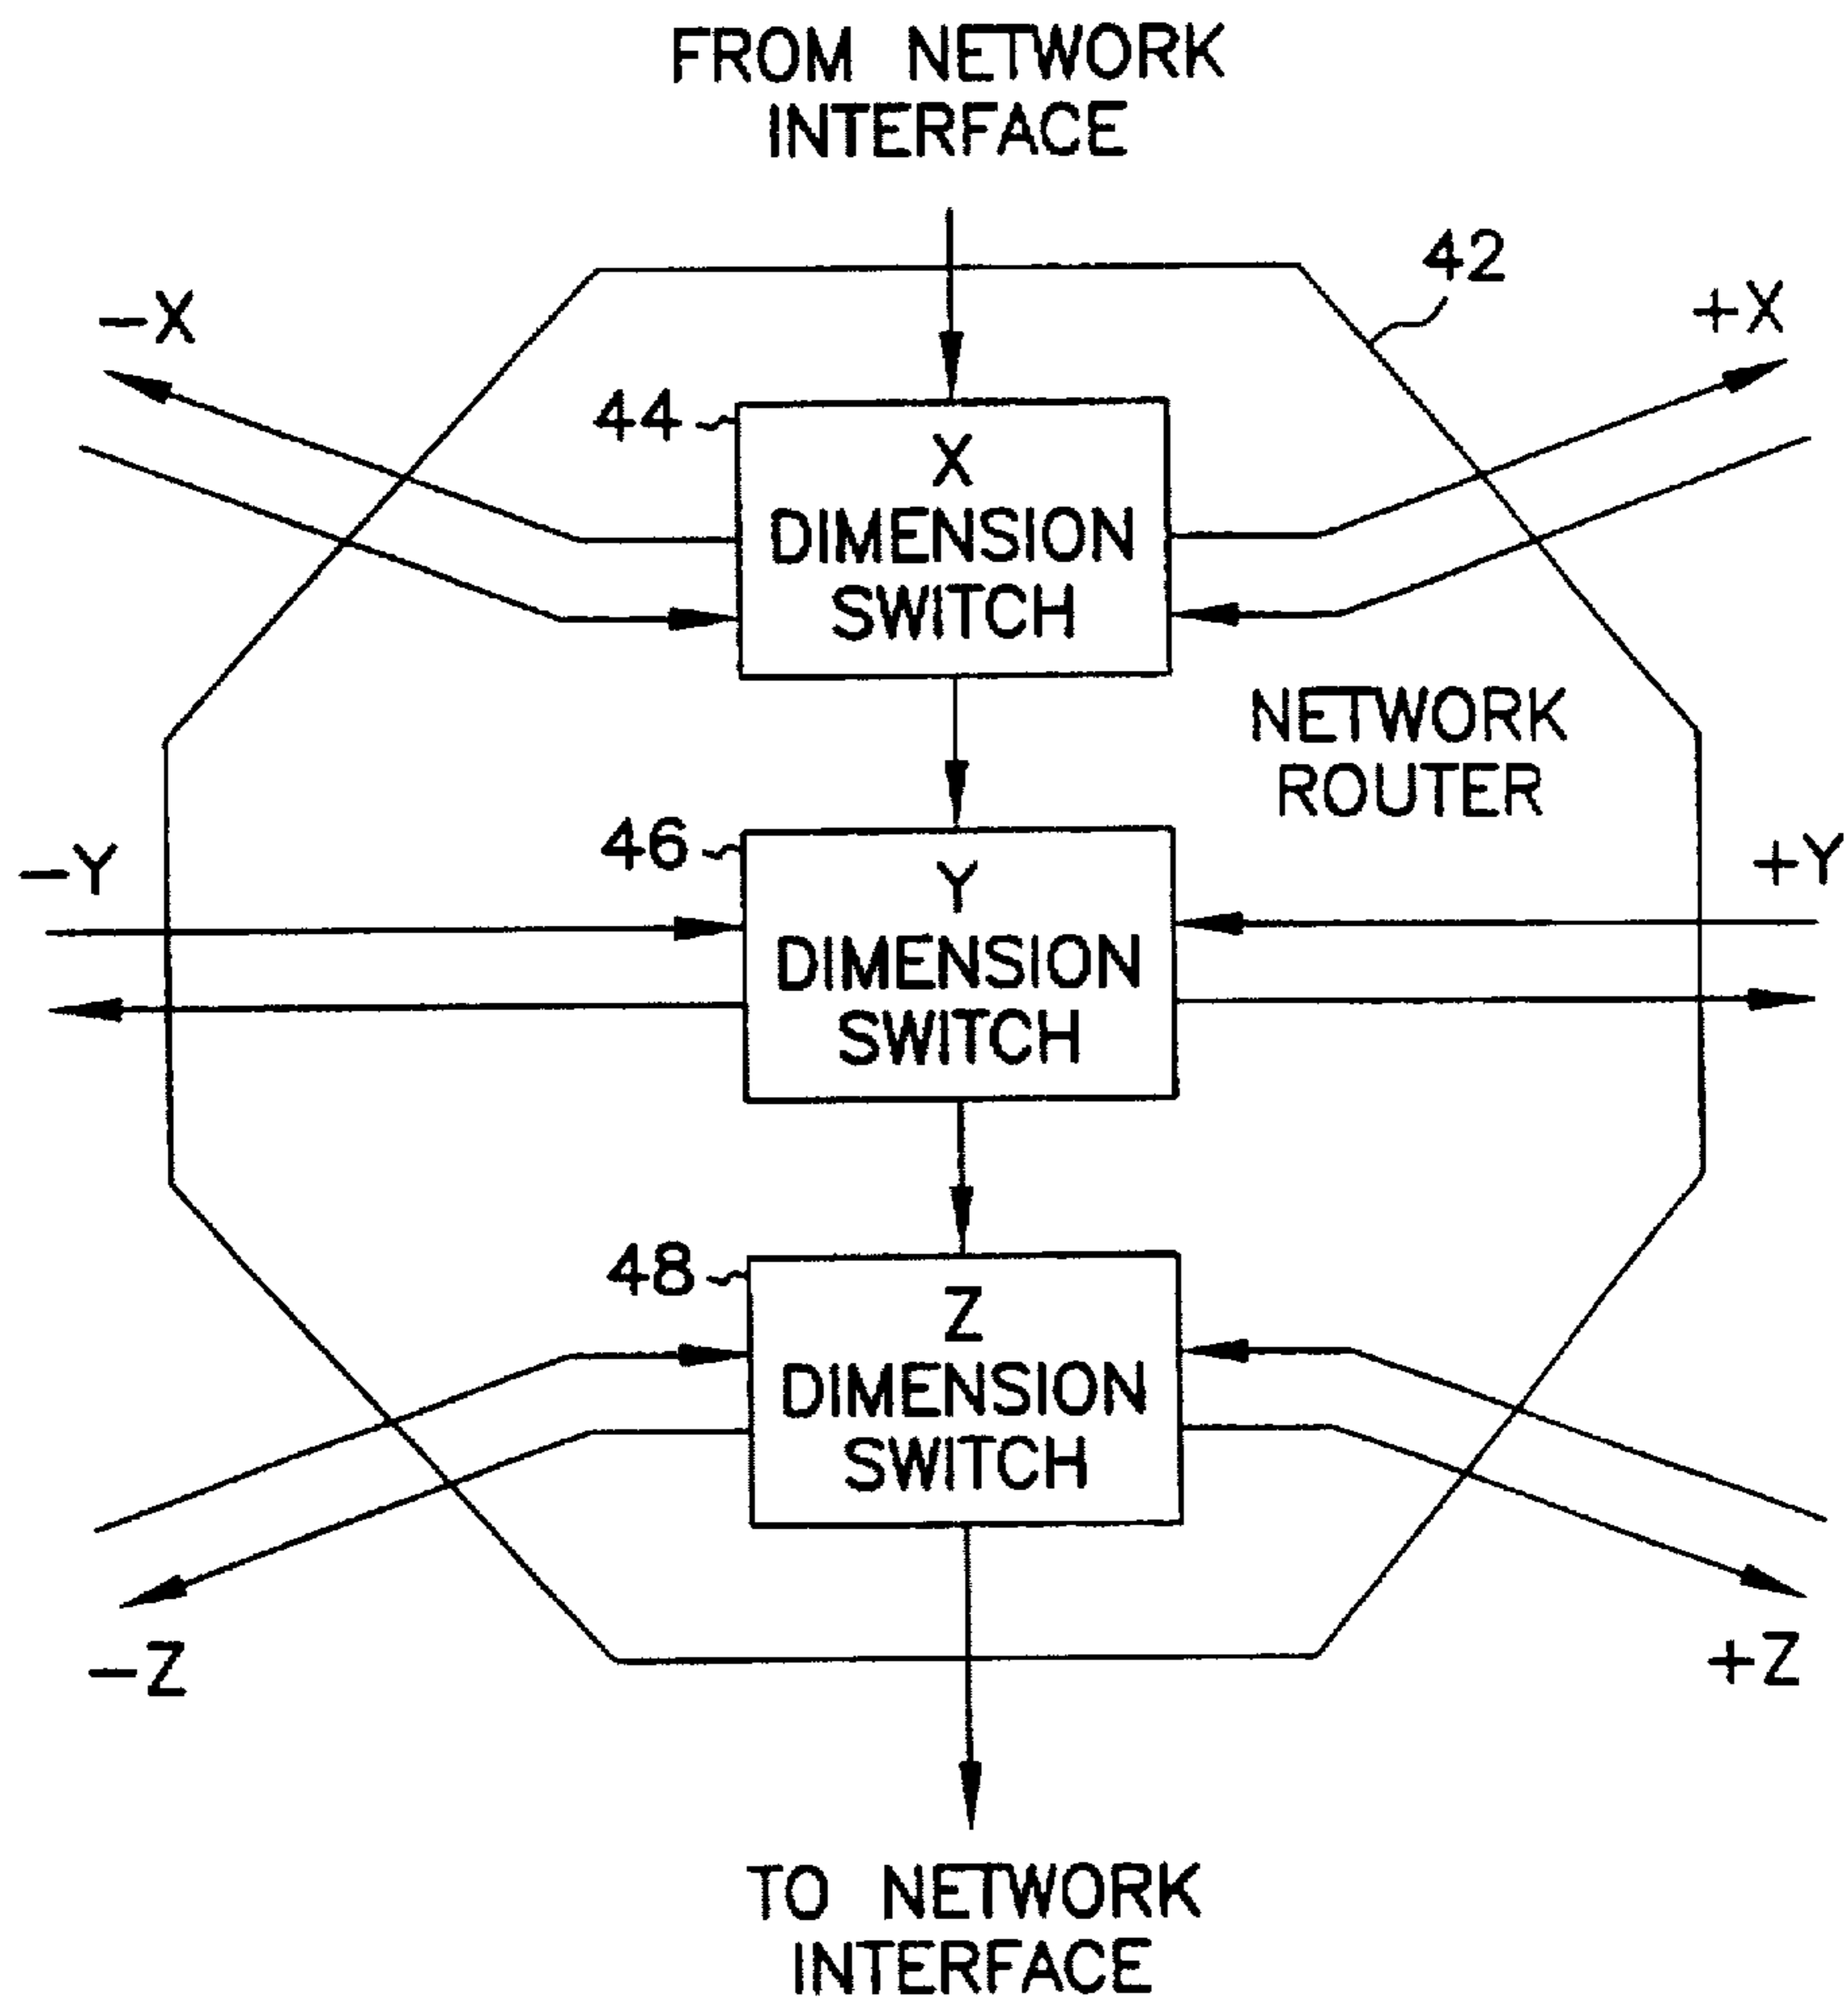 FROM NETWORK
INTERFACE
42
-X
+X
44
X
DIMENSION
SWITCH
NETWORK
ROUTER
46
-Y
+Y
Y
DIMENSION
SWITCH
48
Z
DIMENSION
SWITCH
-Z
+Z
TO NETWORK
INTERFACE